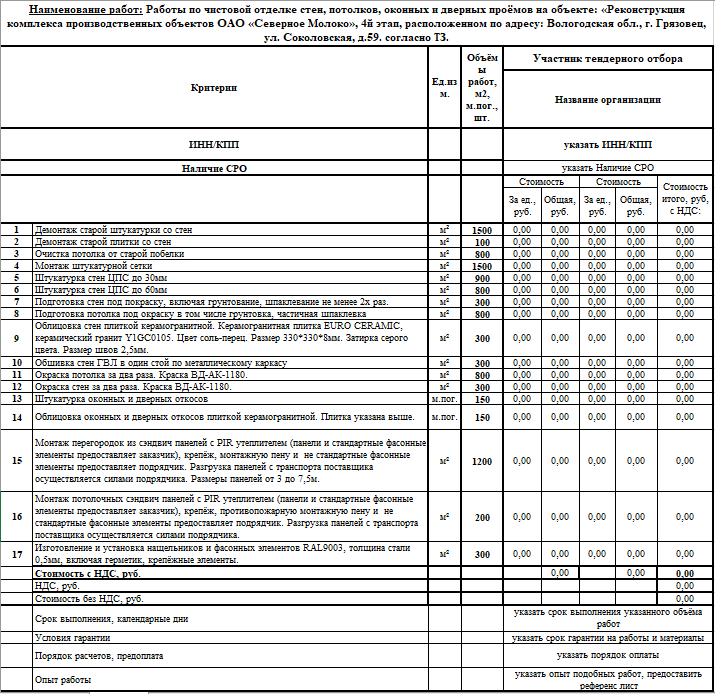 Наименование работ: Работы по чистовой отделке стен, потолков, оконных и дверных проёмов на объекте: «Реконструкция
комплекса производственных объектов ОАО «Северное Молоко», 4й этап, расположенном по адресу: Вологодская обл., г. Грязовец,
ул. Соколовская, д.59. согласно ТЗ.
Критерии
Ед.из
м.
Объём
ы
работ,
м2,
м.пог.,
шт.
Участник тендерного отбора
Название организации
ИНН/КПП указать ИНН/КПП
Наличие СРО указать Наличие СРО
Стоимость Стоимость
Стоимость
итого, руб,
с НДС:
За ед.,
руб.
Общая,
руб.
За ед.,
руб.
Общая,
руб.
1 Демонтаж старой штукатурки со стен м² 1500 0,00 0,00 0,00 0,00 0,00
2 Демонтаж старой плитки со стен м² 100 0,00 0,00 0,00 0,00 0,00
3 Очистка потолка от старой побелки м² 800 0,00 0,00 0,00 0,00 0,00
4 Монтаж штукатурной сетки м² 1500 0,00 0,00 0,00 0,00 0,00
5 Штукатурка стен ЦПС до 30мм м² 900 0,00 0,00 0,00 0,00 0,00
6 Штукатурка стен ЦПС до 60мм м² 800 0,00 0,00 0,00 0,00 0,00
7 Подготовка стен под покраску, включая грунтование, шпаклевание не менее 2х раз. м² 300 0,00 0,00 0,00 0,00 0,00
8 Подготовка потолка под окраску в том числе грунтовка, частичная шпаклевка м² 800 0,00 0,00 0,00 0,00 0,00
9 Облицовка стен плиткой керамогранитной. Керамогранитная плитка EURO CERAMIC,
керамический гранит Y1GC0105. Цвет соль-перец. Размер 330*330*8мм. Затирка серого
цвета. Размер швов 2,5мм. м² 300 0,00 0,00 0,00 0,00 0,00
10 Обшивка стен ГВЛ в один стой по металлическому каркасу м² 300 0,00 0,00 0,00 0,00 0,00
11 Окраска потолка за два раза. Краска ВД-АК-1180. м² 800 0,00 0,00 0,00 0,00 0,00
12 Окраска стен за два раза. Краска ВД-АК-1180. м² 300 0,00 0,00 0,00 0,00 0,00
13 Штукатурка оконных и дверных откосов м.пог. 150 0,00 0,00 0,00 0,00 0,00
14 Облицовка оконных и дверных откосов плиткой керамогранитной. Плитка указана выше. м.пог. 150 0,00 0,00 0,00 0,00 0,00
15 Монтаж перегородок из сэндвич панелей с PIR утеплителем (панели и стандартные фасонные
элементы предоставляет заказчик), крепёж, монтажную пену и не стандартные фасонные
элементы предоставляет подрядчик. Разгрузка панелей с транспорта поставщика
осуществляется силами подрядчика. Размеры панелей от 3 до 7,5м. м² 1200 0,00 0,00 0,00 0,00 0,00
16 Монтаж потолочных сэндвич панелей с PIR утеплителем (панели и стандартные фасонные
элементы предоставляет заказчик), крепёж, противопожарную монтажную пену и не
стандартные фасонные элементы предоставляет подрядчик. Разгрузка панелей с транспорта
поставщика осуществляется силами подрядчика. м² 200 0,00 0,00 0,00 0,00 0,00
17 Изготовление и установка нащельников и фасонных элементов RAL9003, толщина стали
0,5мм, включая герметик, крепёжные элементы. м² 300 0,00 0,00 0,00 0,00 0,00
Стоимость с НДС, руб. 0,00 0,00 0,00
НДС, руб. 0,00
Стоимость без НДС, руб. 0,00
Срок выполнения, календарные дни указать срок выполнения указанного объёма
работ
Условия гарантии указать срок гарантии на работы и материалы
Порядок расчетов, предоплата указать порядок оплаты
Опыт работы указать опыт подобных работ, предоставить
референс лист